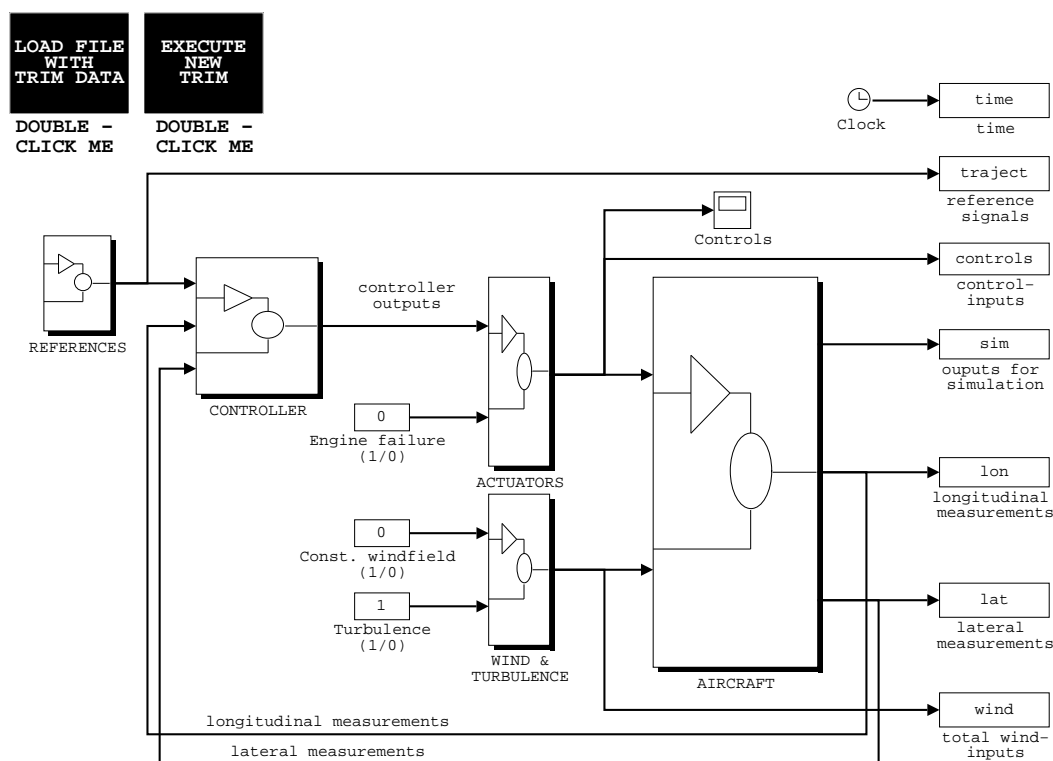 LOAD FILE
WITH
TRIM DATA
EXECUTE
NEW
TRIM
DOUBLE –
CLICK ME
DOUBLE –
CLICK ME
Clock
time
time
traject
reference
signals
Controls
controls
control–
inputs
REFERENCES
controller
outputs
CONTROLLER
sim
ouputs for
simulation
0
Engine failure
(1/0)
ACTUATORS
lon
longitudinal
measurements
0
Const. windfield
(1/0)
1
Turbulence
(1/0)
WIND &
TURBULENCE
AIRCRAFT
lat
lateral
measurements
wind
total wind–
inputs
longitudinal measurements
lateral measurements